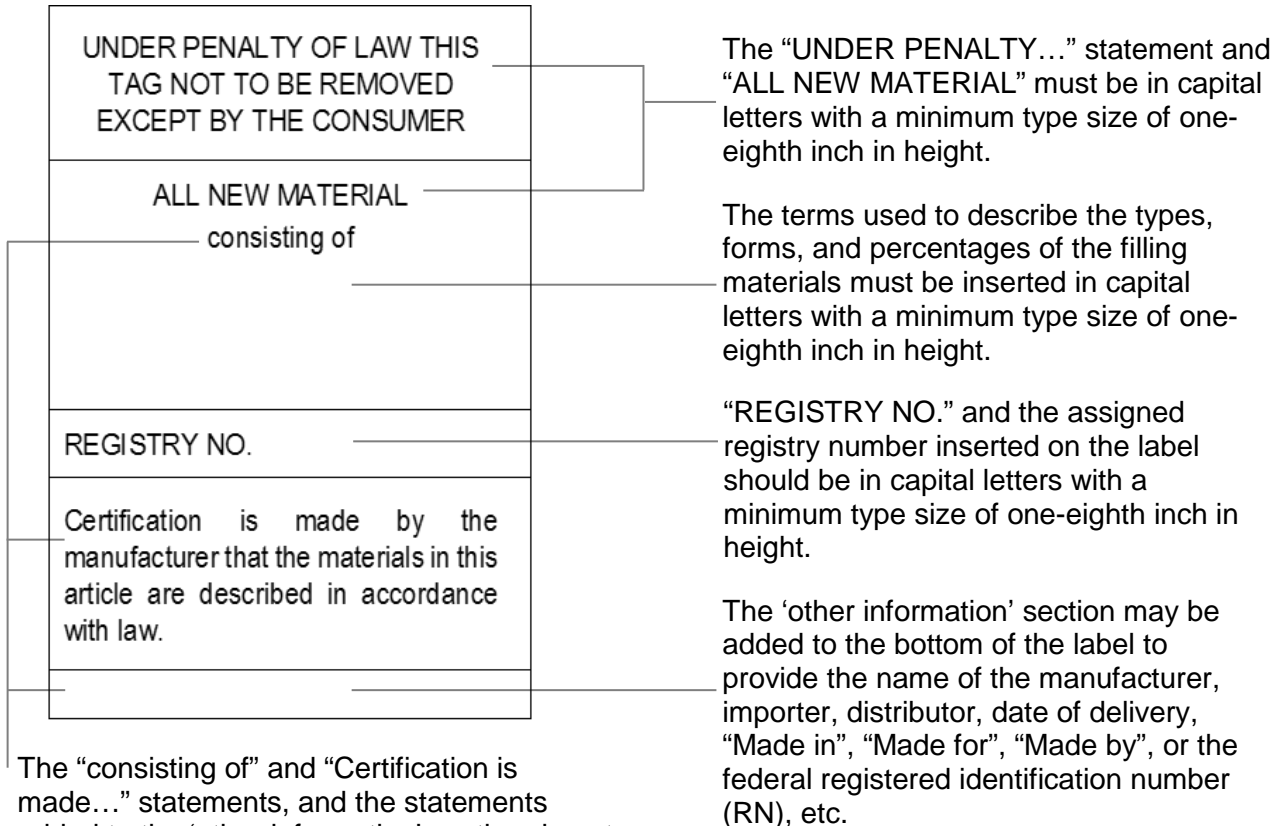 UNDER PENALTY OF LAW THIS
TAG NOT TO BE REMOVED
EXCEPT BY THE CONSUMER
ALL NEW MATERIAL
consisting of
REGISTRY NO.
Certification is made by the
manufacturer that the materials in this
article are described in accordance
with law.
The “UNDER PENALTY…” statement and
“ALL NEW MATERIAL” must be in capital
letters with a minimum type size of one-
eighth inch in height.
The terms used to describe the types,
forms, and percentages of the filling
materials must be inserted in capital
letters with a minimum type size of one-
eighth inch in height.
“REGISTRY NO.” and the assigned
registry number inserted on the label
should be in capital letters with a
minimum type size of one-eighth inch in
height.
The ‘other information’ section may be
added to the bottom of the label to
provide the name of the manufacturer,
importer, distributor, date of delivery,
“Made in”, “Made for”, “Made by”, or the
federal registered identification number
(RN), etc.
The “consisting of” and “Certification is
made…” statements, and the statements